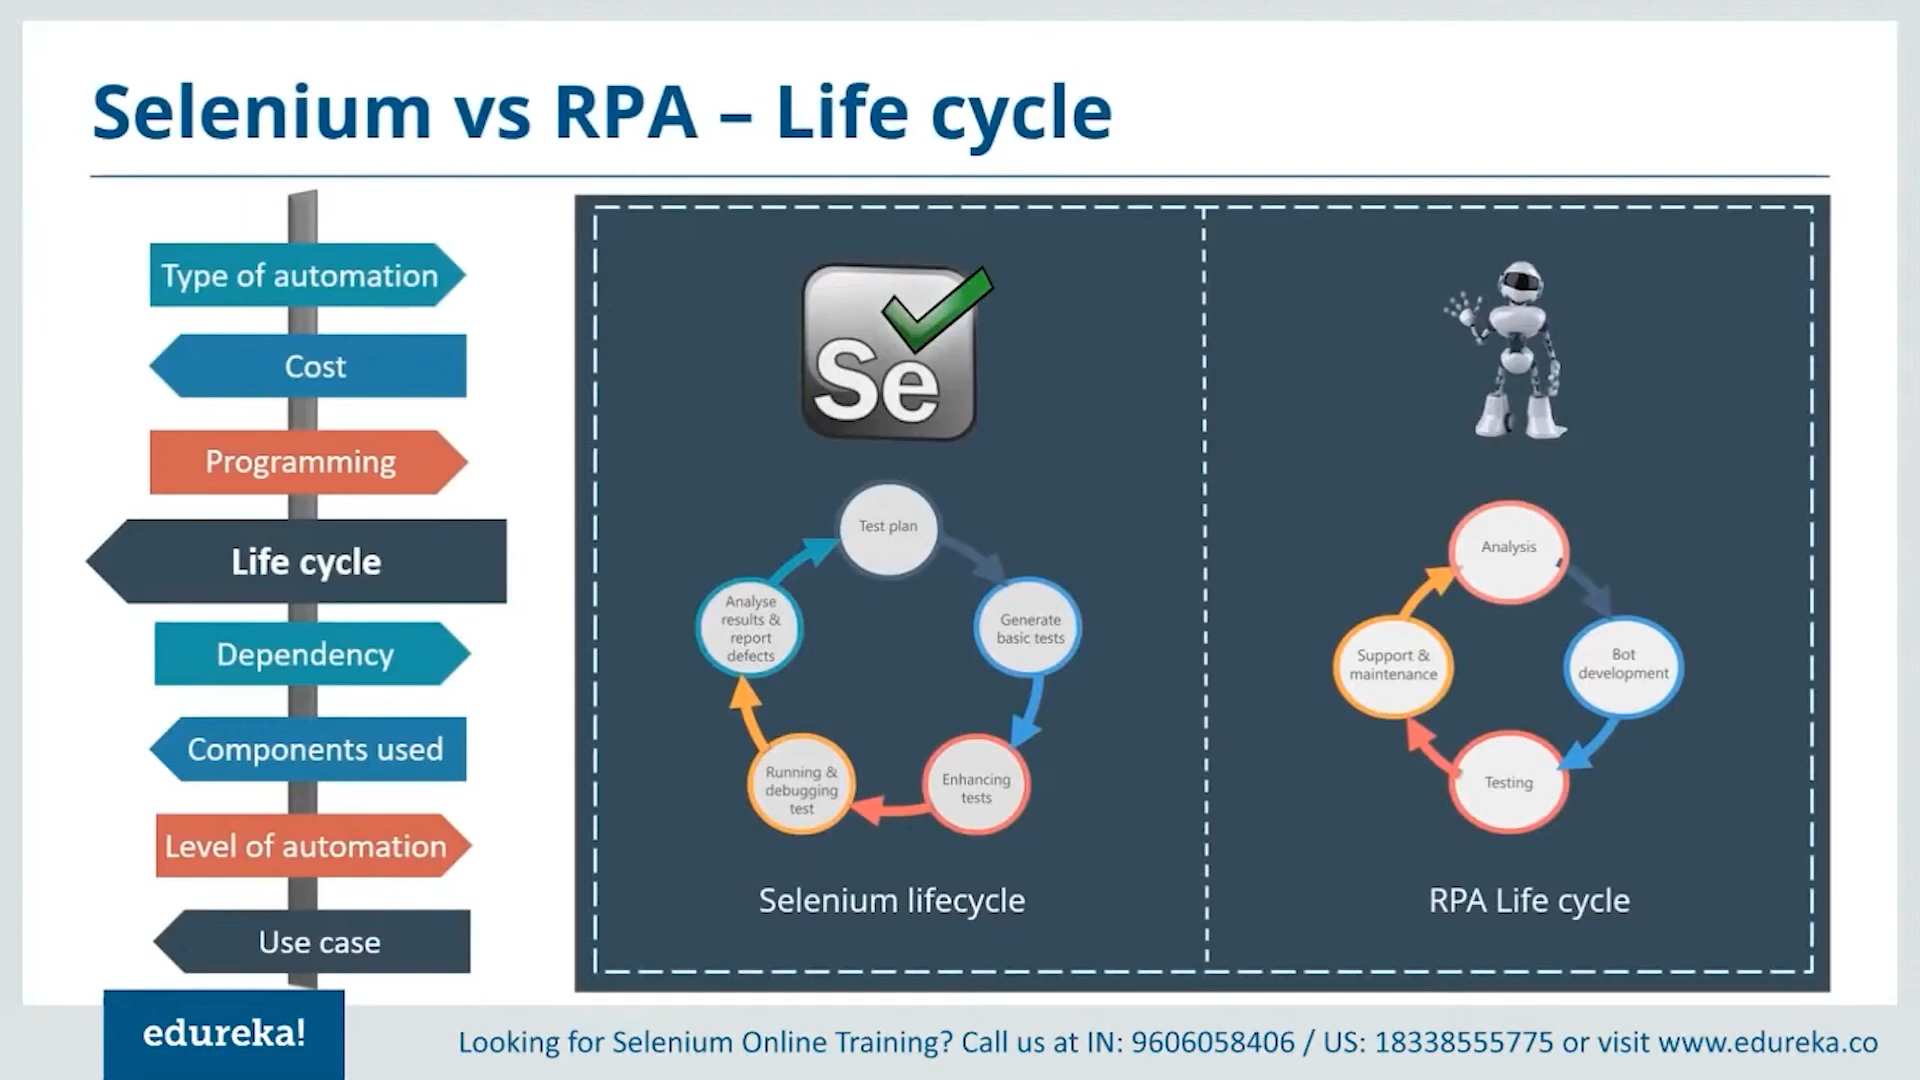 Selenium vs RPA – Life cycle
Type of automation
Cost
Programming
Life cycle
Dependency
Components used
Level of automation
Use case
Se
Test plan
Generate
basic tests
Enhancing
tests
Running &
debugging
test
Analyse
results &
report
defects
Selenium lifecycle
Analysis
Bot
development
Testing
Support &
maintenance
RPA Life cycle
edureka!
Looking for Selenium Online Training? Call us at IN: 9606058406 / US: 18338555775 or visit www.edureka.co